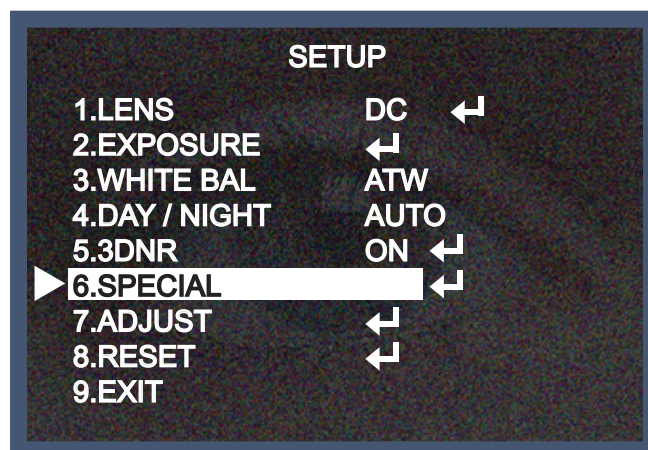 SETUP
1.LENS DC ↵
2.EXPOSURE ↵
3.WHITE BAL ATW
4.DAY / NIGHT AUTO
5.3DNR ON ↵
6.SPECIAL ↵
7.ADJUST ↵
8.RESET ↵
9.EXIT